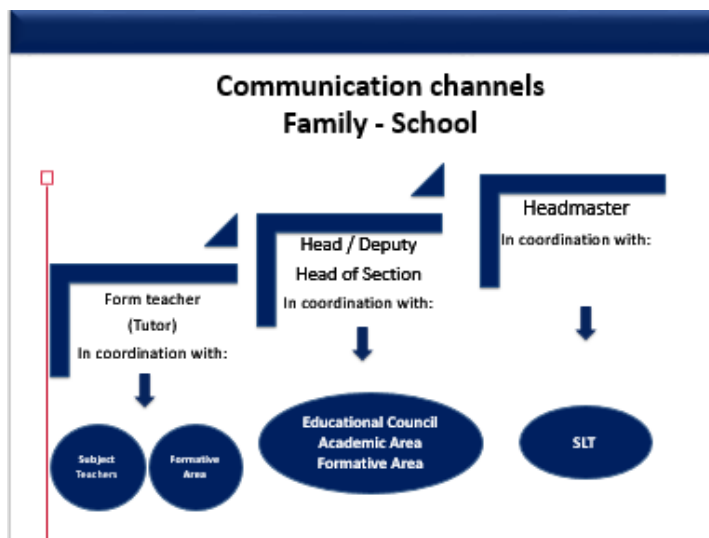 Communication channels
Family - School
Form teacher
(Tutor)
In coordination with:
Subject
Teachers
Formative
Area
Head / Deputy
Head of Section
In coordination with:
Educational Council
Academic Area
Formative Area
Headmaster
In coordination with:
SLT